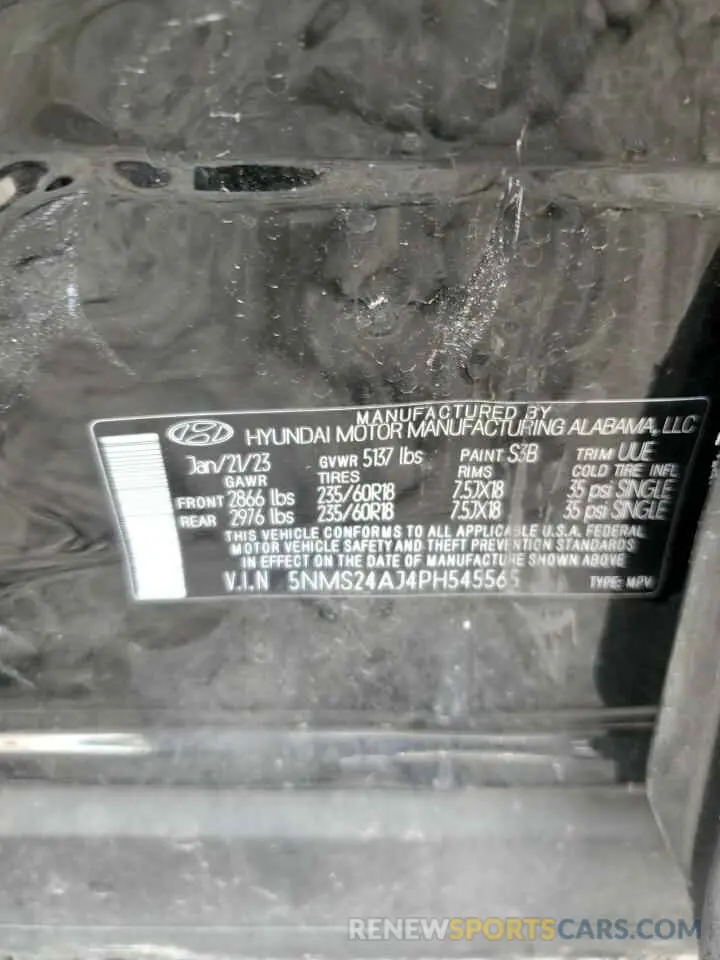 MANUFACTURED BY
HYUNDAI MOTOR MANUFACTURING ALABAMA, LLC
Jan/21/23 GVWR 5137 lbs PAINT S3B TRIM UUE
GAWR TIRES RIMS COLD TIRE INFL
FRONT 2866 lbs 235/60R18 7.5JX18 35 psi SINGLE
REAR 2976 lbs 235/60R18 7.5JX18 35 psi SINGLE
THIS VEHICLE CONFORMS TO ALL APPLICABLE U.S.A. FEDERAL
MOTOR VEHICLE SAFETY AND THEFT PREVENTION STANDARDS
IN EFFECT ON THE DATE OF MANUFACTURE SHOWN ABOVE
V.I.N 5NMS24AJ4PH545565 TYPE: MPV
RENEWSPORTSCARS.COM